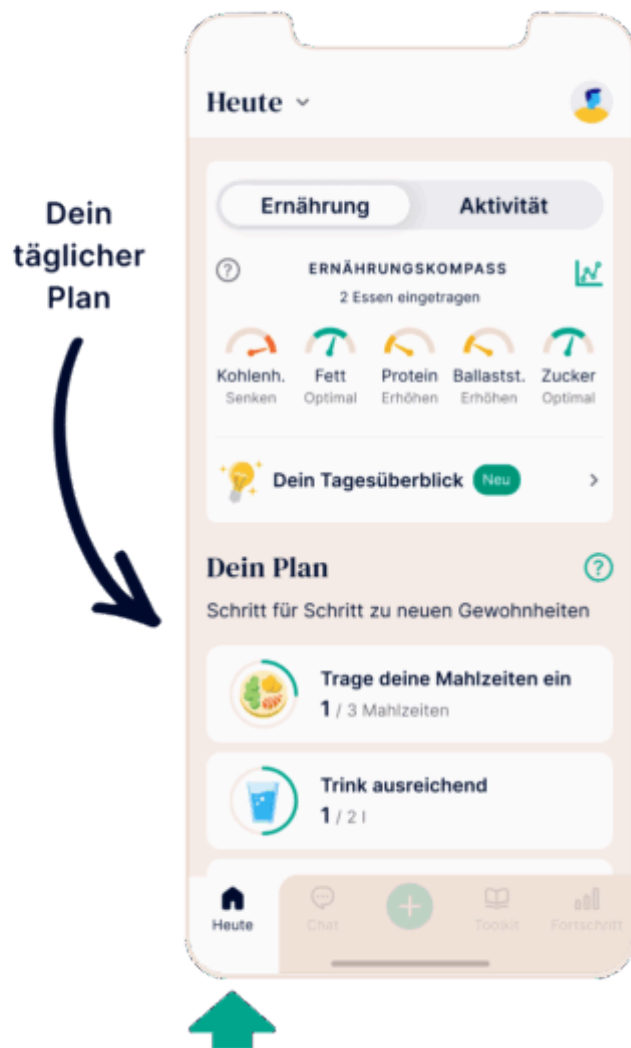 Dein
täglicher
Plan
Heute
Ernährung Aktivität
ERNÄHRUNGSKOMPASS
2 Essen eingetragen
Kohlenh. Fett Protein Ballastst. Zucker
Senken Optimal Erhöhen Erhöhen Optimal
Dein Tagesüberblick Neu
Dein Plan
Schritt für Schritt zu neuen Gewohnheiten
Trage deine Mahlzeiten ein
1 / 3 Mahlzeiten
Trink ausreichend
1 / 2 l
Heute Chat Toolkit Fortschritt